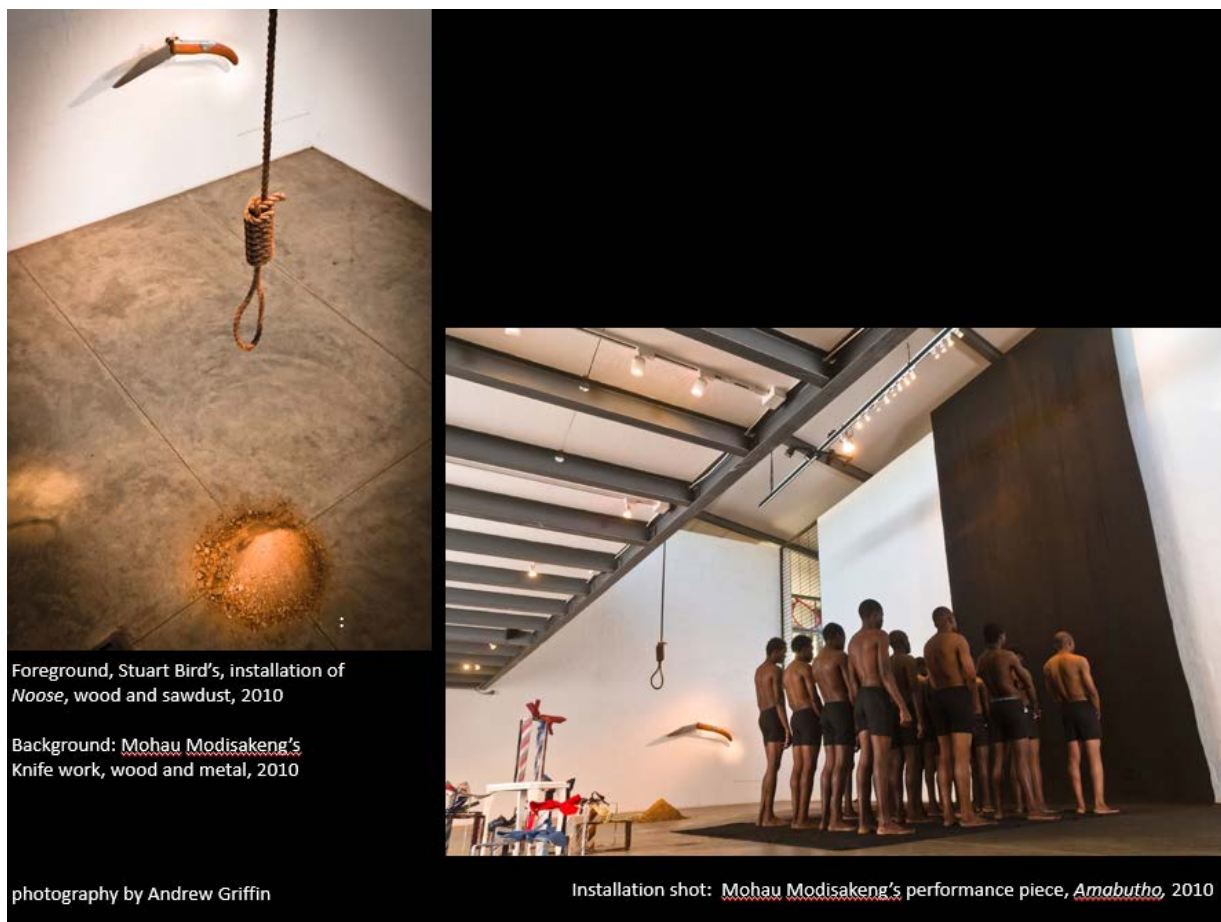 Foreground, Stuart Bird's, installation of
Noose, wood and sawdust, 2010
Background: Mohau Modisakeng's
Knife work, wood and metal, 2010
photography by Andrew Griffin
Installation shot: Mohau Modisakeng's performance piece, Amabutho, 2010